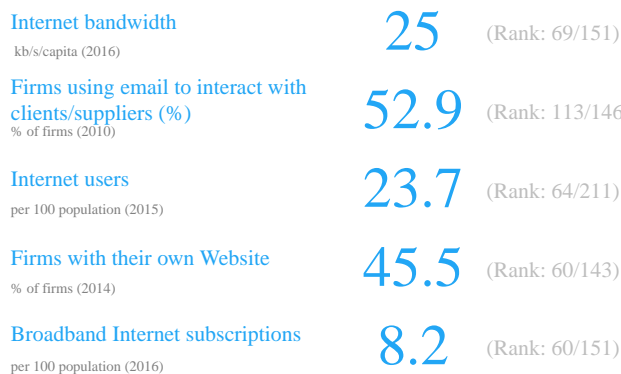 Internet bandwidth
kb/s/capita (2016)
25
(Rank: 69/151)
Firms using email to interact with
clients/suppliers (%)
% of firms (2010)
52.9
(Rank: 113/146
Internet users
per 100 population (2015)
23.7
(Rank: 64/211)
Firms with their own Website
% of firms (2014)
45.5
(Rank: 60/143)
Broadband Internet subscriptions
per 100 population (2016)
8.2
(Rank: 60/151)